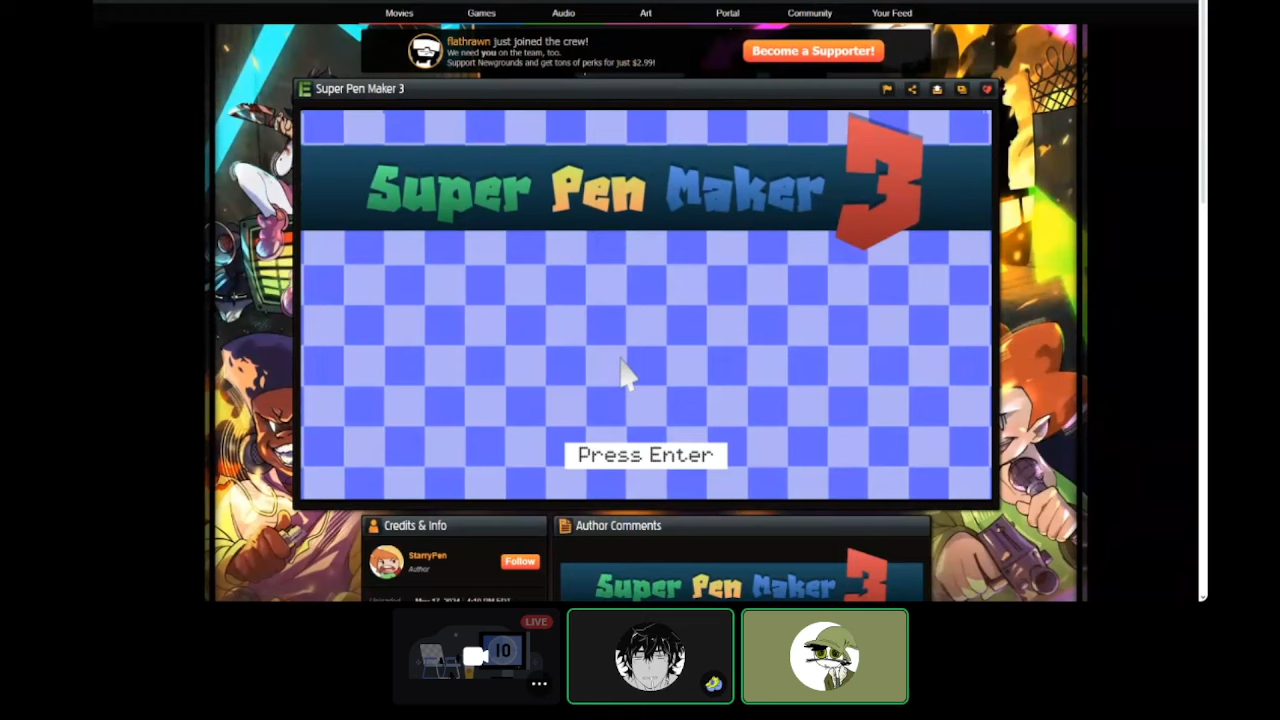 Movies Games Audio Art Portal Community Your Feed
flathrawn just joined the crew!
We need you on the team, too.
Support Newgrounds and get tons of perks for just $2.99!
Become a Supporter!
E Super Pen Maker 3
Super Pen Maker 3
Press Enter
Credits & Info
Author Comments
StarryPen
Author
Follow
Super Pen Maker 3
LIVE
10